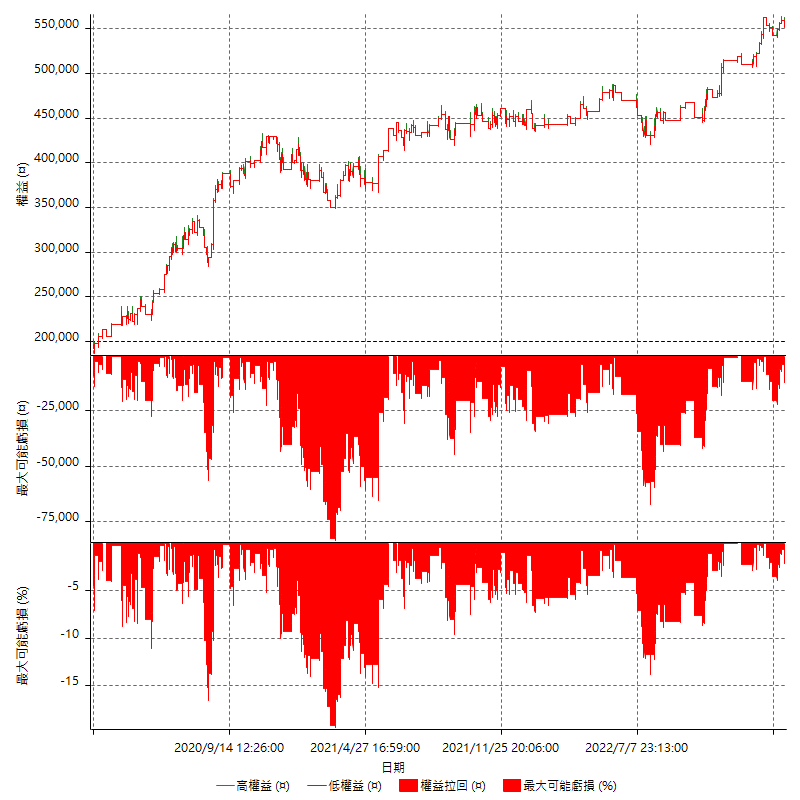 550,000
500,000
450,000
400,000
350,000
300,000
250,000
200,000
權益 (¤)
-25,000
-50,000
-75,000
最大可能虧損 (¤)
-5
-10
-15
最大可能虧損 (%)
2020/9/14 12:26:00
2021/4/27 16:59:00
2021/11/25 20:06:00
2022/7/7 23:13:00
日期
高權益 (¤)
低權益 (¤)
權益拉回 (¤)
最大可能虧損 (%)